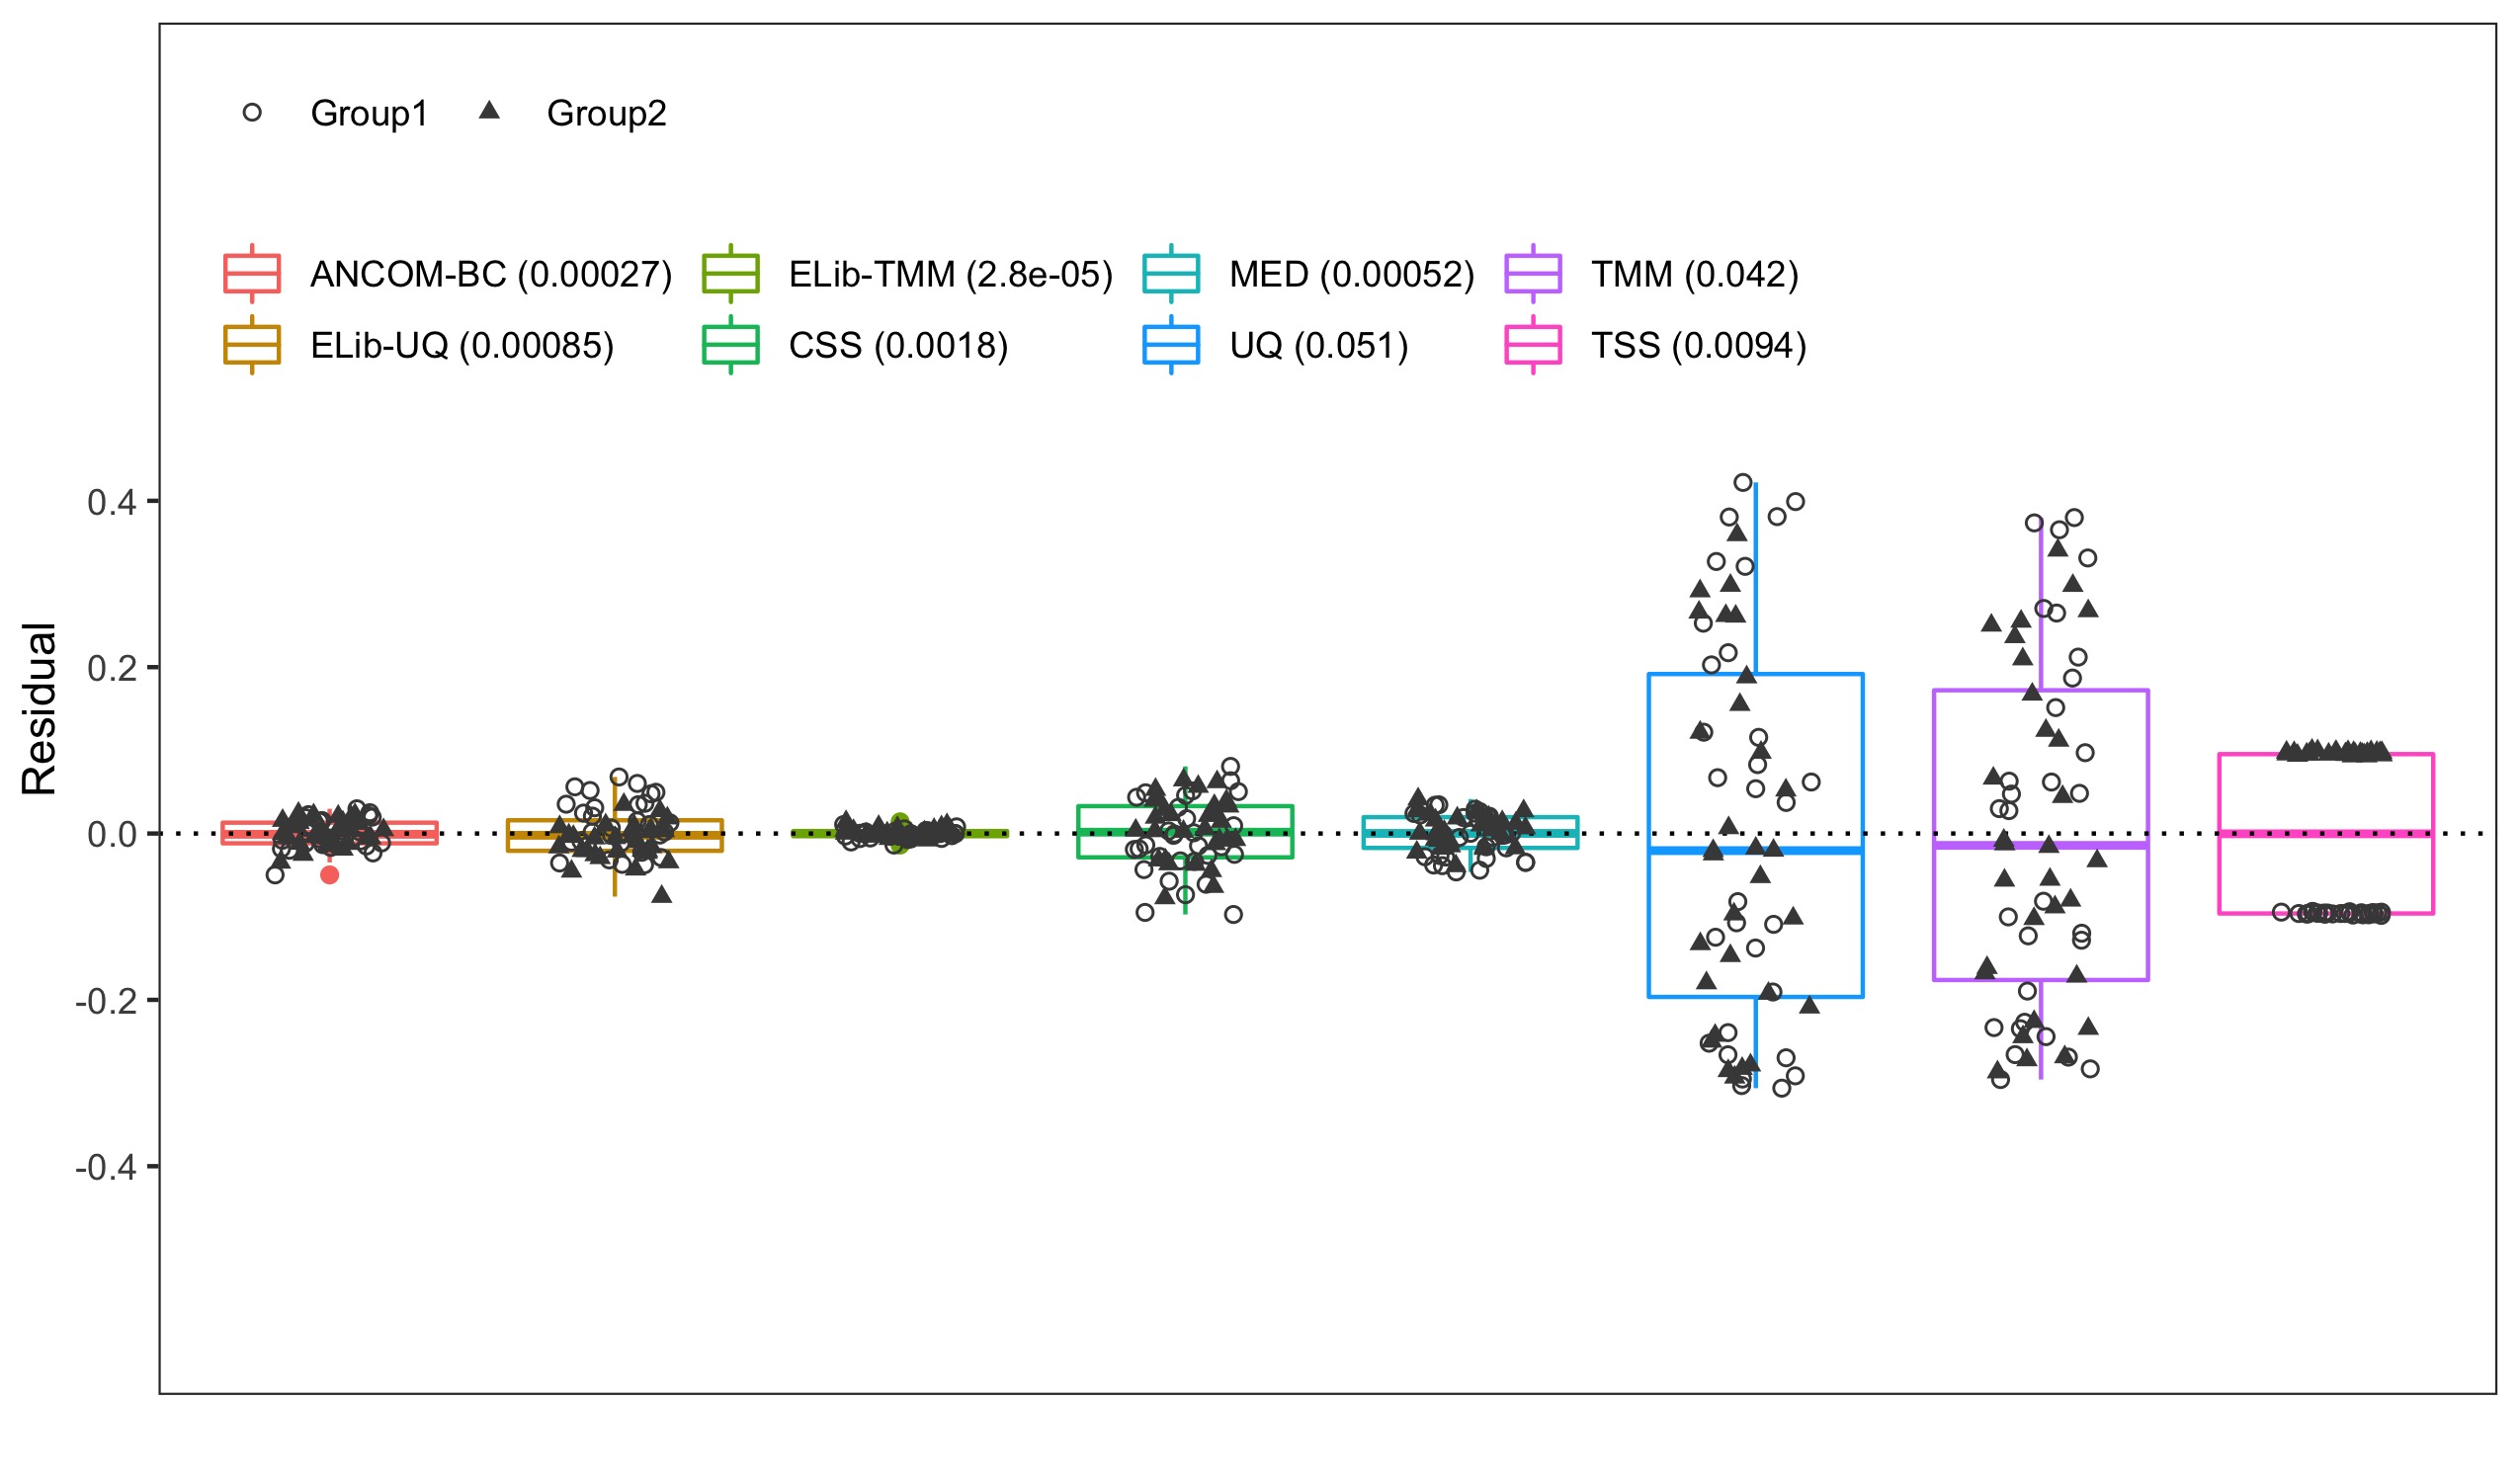 Group1 Group2
ANCOM-BC (0.00027) ELib-TMM (2.8e-05) MED (0.00052) TMM (0.042)
ELib-UQ (0.00085) CSS (0.0018) UQ (0.051) TSS (0.0094)
Residual
0.4
0.2
0.0
-0.2
-0.4